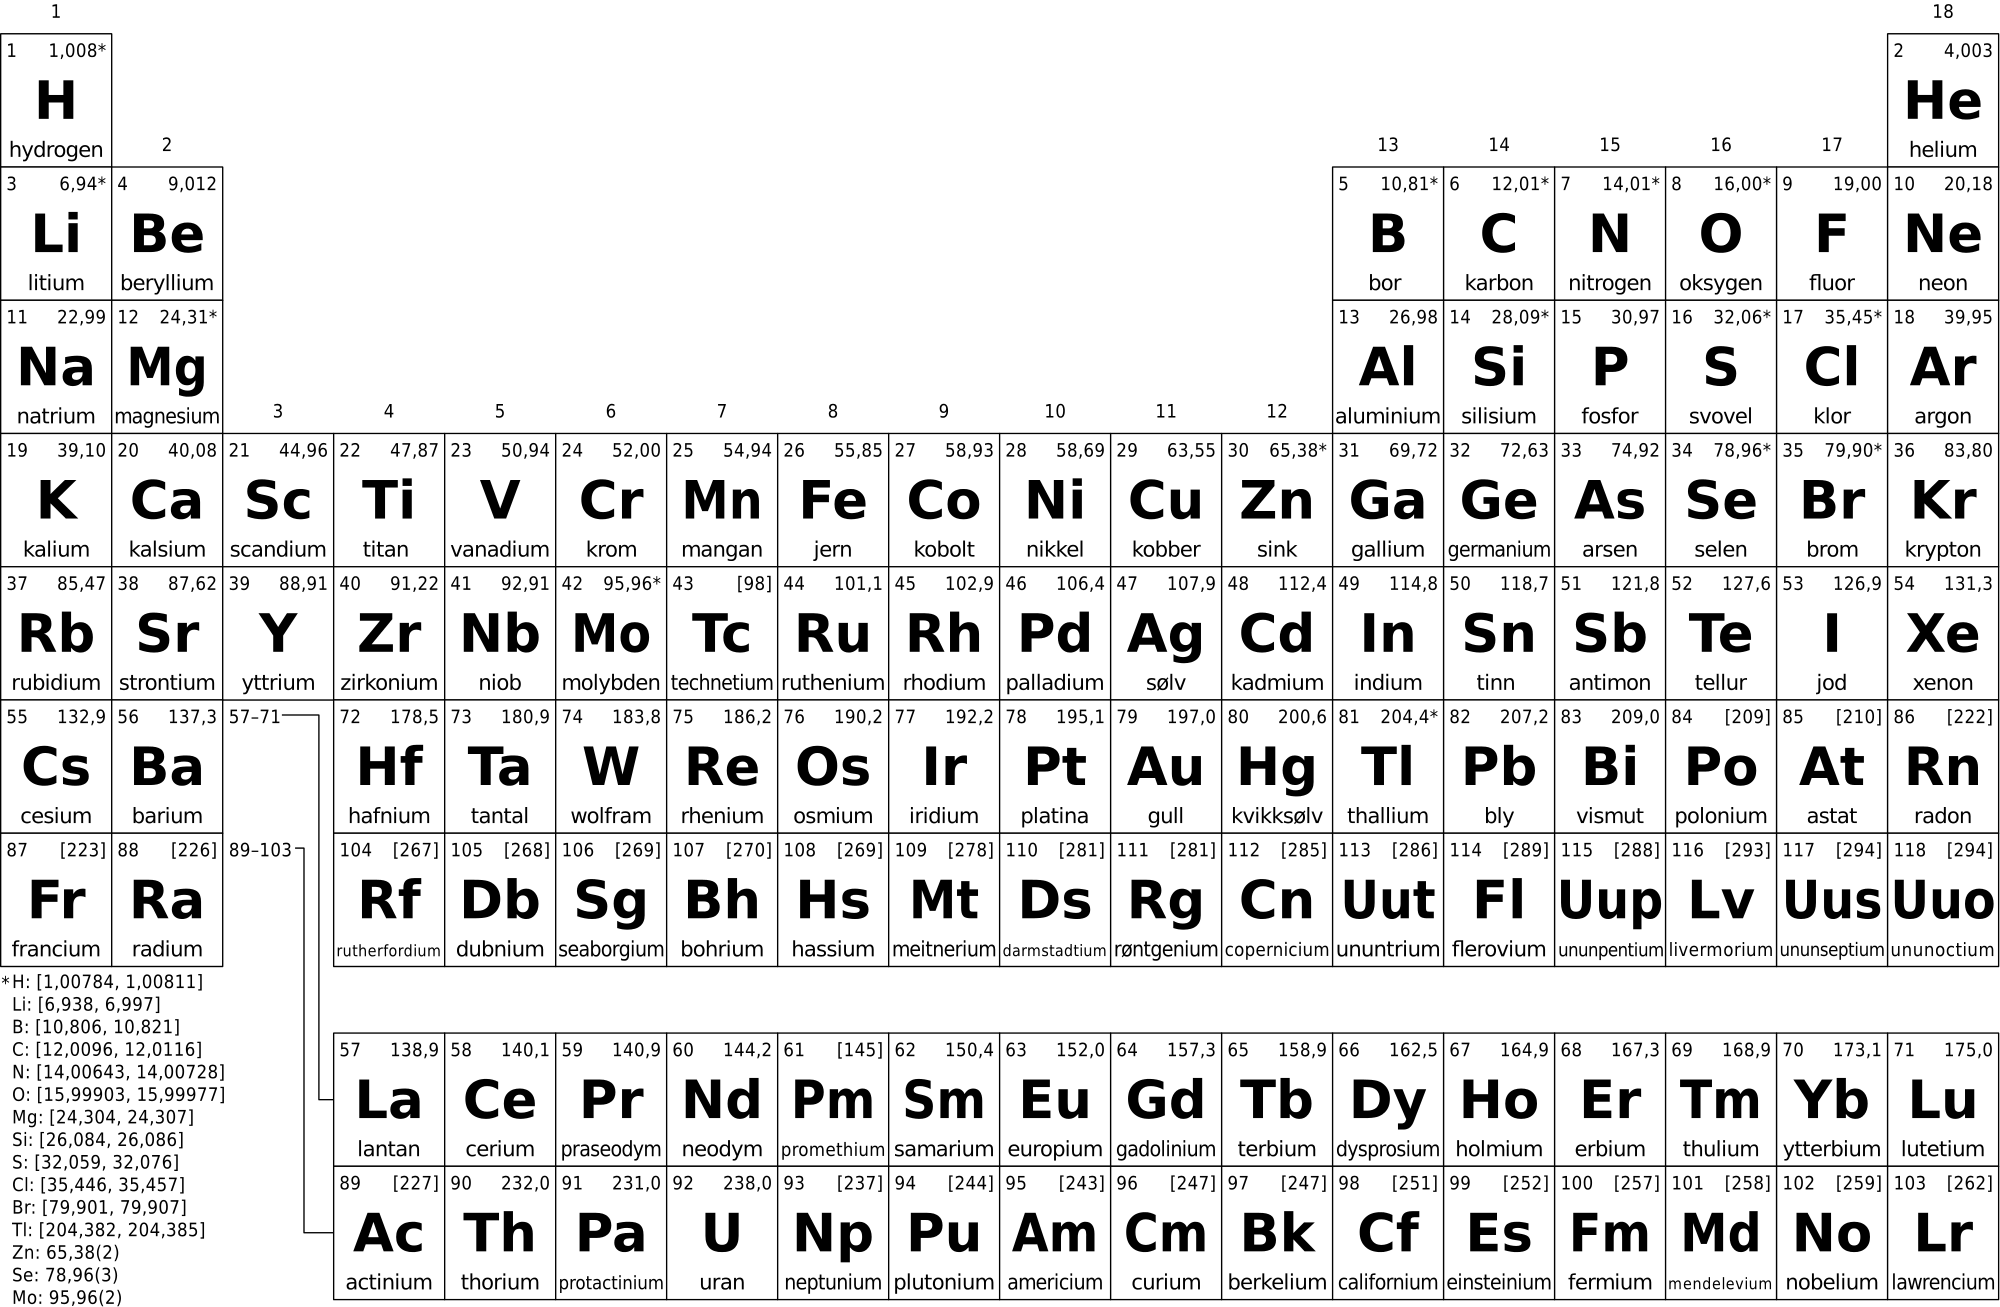 1 18
1 1,008* 2 4,003
H He
hydrogen 2 13 14 15 16 17 helium
3 6,94* 4 9,012 5 10,81* 6 12,01* 7 14,01* 8 16,00* 9 19,00 10 20,18
Li Be B C N O F Ne
litium beryllium bor karbon nitrogen oksygen fluor neon
11 22,99 12 24,31* 13 26,98 14 28,09* 15 30,97 16 32,06* 17 35,45* 18 39,95
Na Mg Al Si P S Cl Ar
natrium magnesium 3 4 5 6 7 8 9 10 11 12 aluminium silisium fosfor svovel klor argon
19 39,10 20 40,08 21 44,96 22 47,87 23 50,94 24 52,00 25 54,94 26 55,85 27 58,93 28 58,69 29 63,55 30 65,38* 31 69,72 32 72,63 33 74,92 34 78,96* 35 79,90* 36 83,80
K Ca Sc Ti V Cr Mn Fe Co Ni Cu Zn Ga Ge As Se Br Kr
kalium kalsium scandium titan vanadium krom mangan jern kobolt nikkel kobber sink gallium germanium arsen selen brom krypton
37 85,47 38 87,62 39 88,91 40 91,22 41 92,91 42 95,96* 43 [98] 44 101,1 45 102,9 46 106,4 47 107,9 48 112,4 49 114,8 50 118,7 51 121,8 52 127,6 53 126,9 54 131,3
Rb Sr Y Zr Nb Mo Tc Ru Rh Pd Ag Cd In Sn Sb Te I Xe
rubidium strontium yttrium zirkonium niob molybden technetium ruthenium rhodium palladium sølv kadmium indium tinn antimon tellur jod xenon
55 132,9 56 137,3 57–71 72 178,5 73 180,9 74 183,8 75 186,2 76 190,2 77 192,2 78 195,1 79 197,0 80 200,6 81 204,4* 82 207,2 83 209,0 84 [209] 85 [210] 86 [222]
Cs Ba Hf Ta W Re Os Ir Pt Au Hg Tl Pb Bi Po At Rn
cesium barium hafnium tantal wolfram rhenium osmium iridium platina gull kvikksølv thallium bly vismut polonium astat radon
87 [223] 88 [226] 89–103 104 [267] 105 [268] 106 [269] 107 [270] 108 [269] 109 [278] 110 [281] 111 [281] 112 [285] 113 [286] 114 [289] 115 [288] 116 [293] 117 [294] 118 [294]
Fr Ra Rf Db Sg Bh Hs Mt Ds Rg Cn Uut Fl Uup Lv Uus Uuo
francium radium rutherfordium dubnium seaborgium bohrium hassium meitnerium darmstadtium røntgenium copernicium ununtrium flerovium ununpentium livermorium ununseptium ununoctium
*H: [1,00784, 1,00811]
Li: [6,938, 6,997]
B: [10,806, 10,821]
C: [12,0096, 12,0116]
N: [14,00643, 14,00728]
O: [15,99903, 15,99977]
Mg: [24,304, 24,307]
Si: [26,084, 26,086]
S: [32,059, 32,076]
Cl: [35,446, 35,457]
Br: [79,901, 79,907]
Tl: [204,382, 204,385]
Zn: 65,38(2)
Se: 78,96(3)
Mo: 95,96(2)
57 138,9 58 140,1 59 140,9 60 144,2 61 [145] 62 150,4 63 152,0 64 157,3 65 158,9 66 162,5 67 164,9 68 167,3 69 168,9 70 173,1 71 175,0
La Ce Pr Nd Pm Sm Eu Gd Tb Dy Ho Er Tm Yb Lu
lantan cerium praseodym neodym promethium samarium europium gadolinium terbium dysprosium holmium erbium thulium ytterbium lutetium
89 [227] 90 232,0 91 231,0 92 238,0 93 [237] 94 [244] 95 [243] 96 [247] 97 [247] 98 [251] 99 [252] 100 [257] 101 [258] 102 [259] 103 [262]
Ac Th Pa U Np Pu Am Cm Bk Cf Es Fm Md No Lr
actinium thorium protactinium uran neptunium plutonium americium curium berkelium californium einsteinium fermium mendelevium nobelium lawrencium